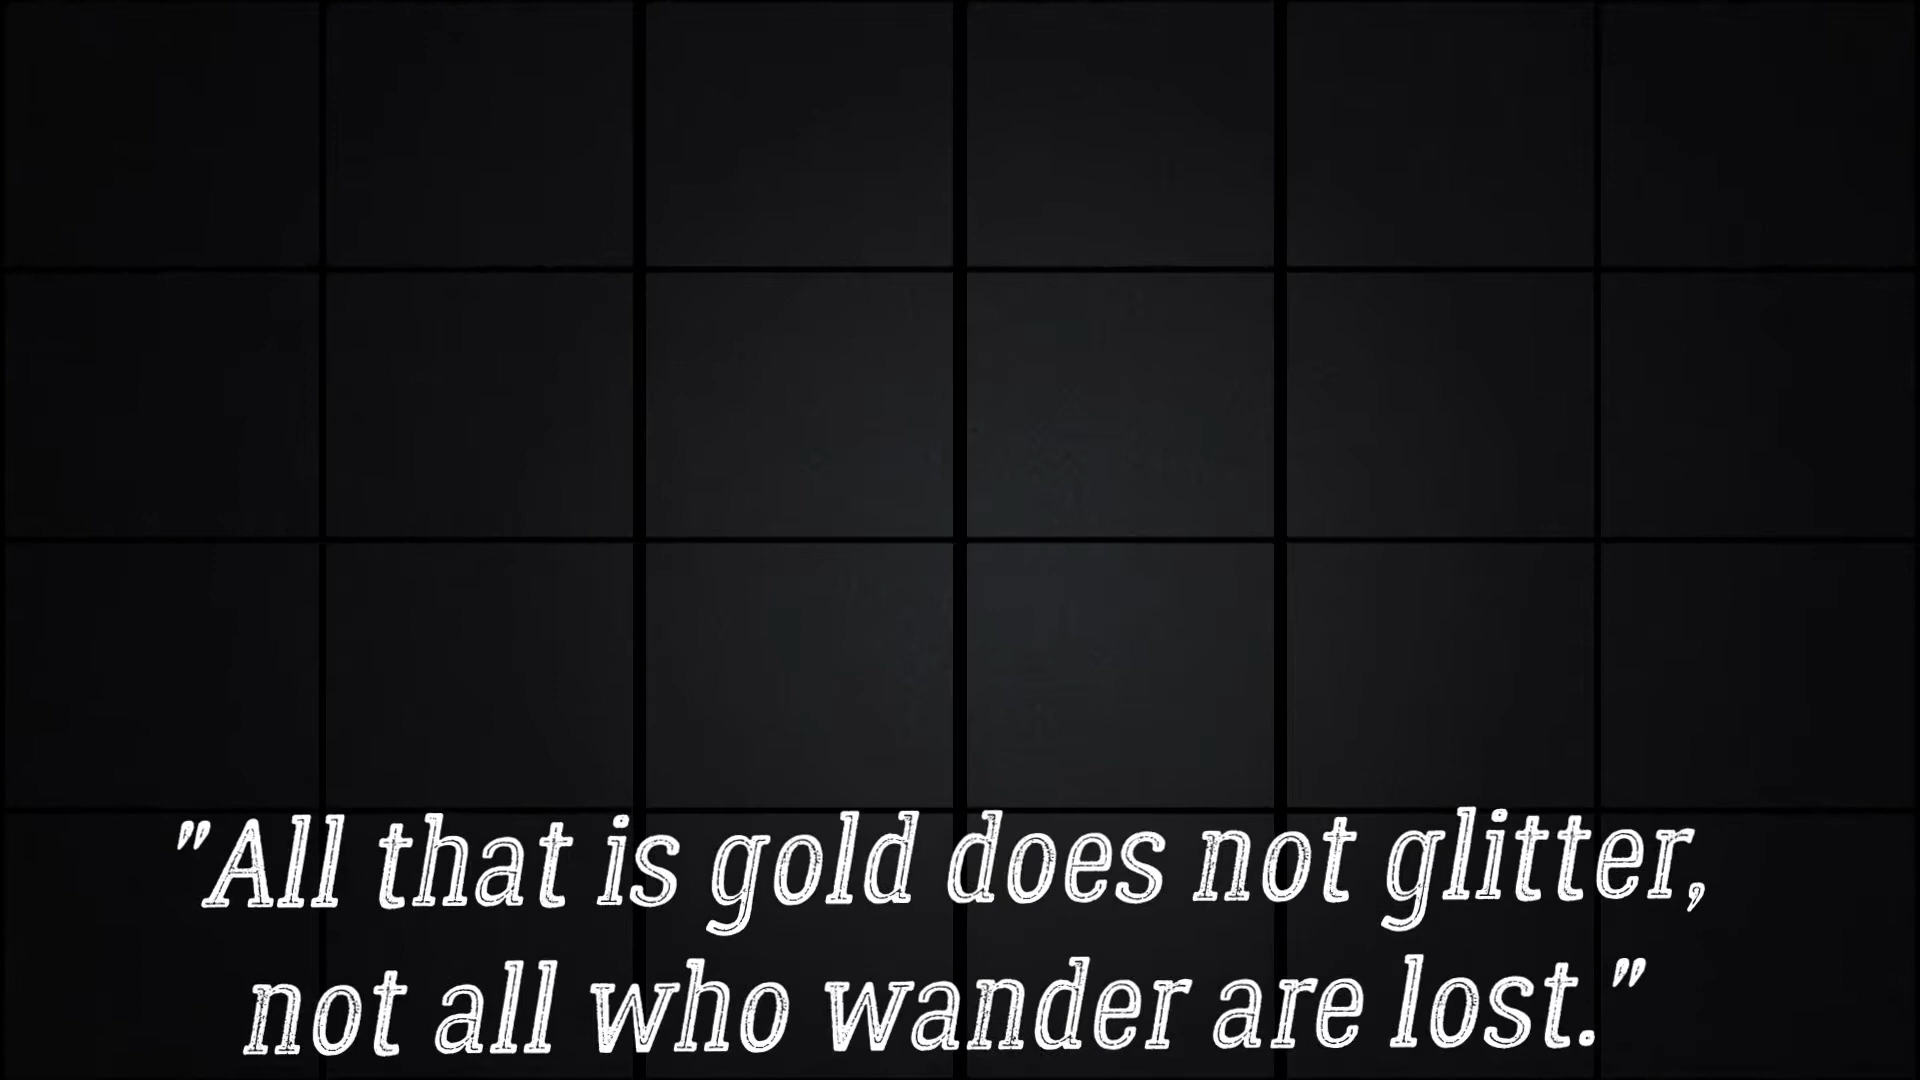 "All that is gold does not glitter,
not all who wander are lost."